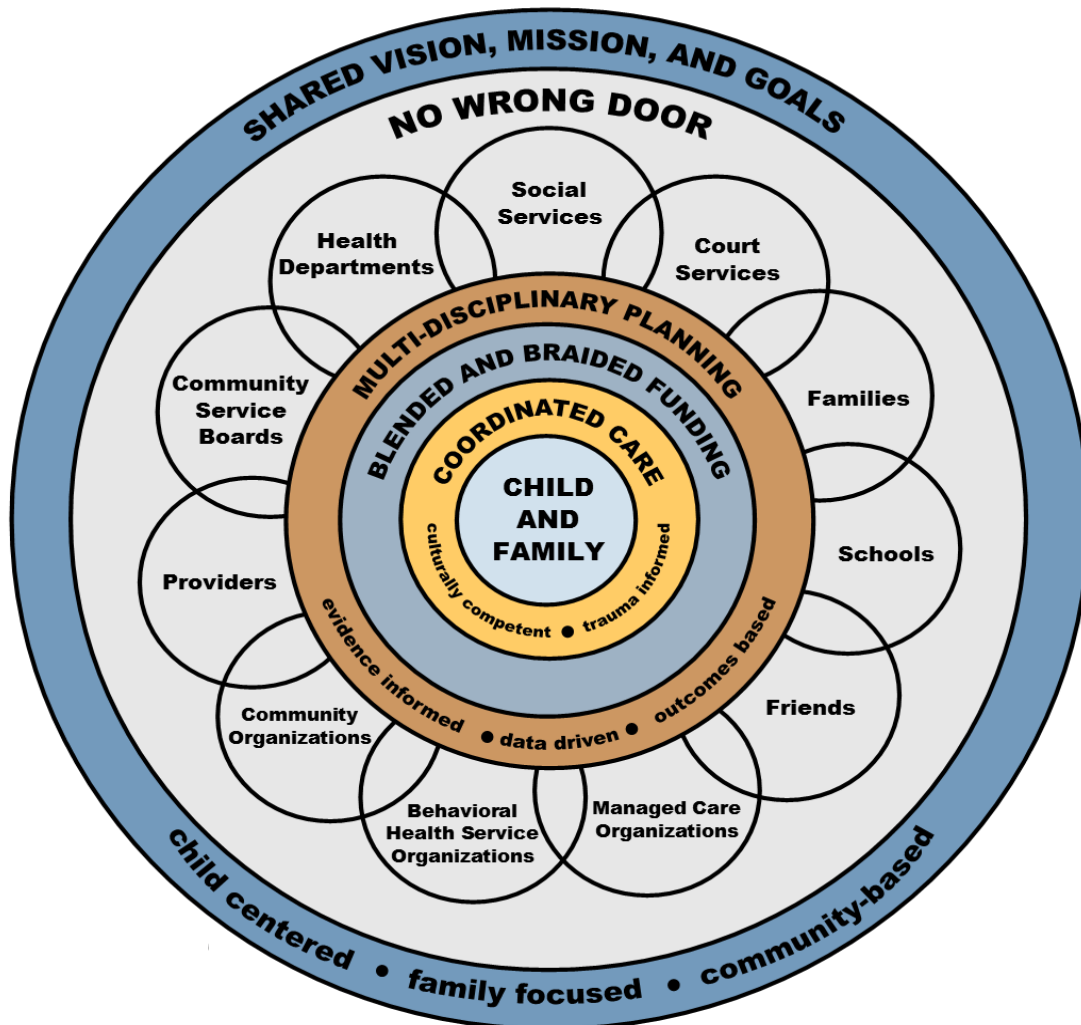 SHARED VISION, MISSION, AND GOALS
NO WRONG DOOR
Social
Services
Health
Departments
Court
Services
Community
Service
Boards
Families
Providers
Schools
Community
Organizations
Friends
Behavioral
Health Service
Organizations
Managed Care
Organizations
MULTI-DISCIPLINARY PLANNING
BLENDED AND BRAIDED FUNDING
COORDINATED CARE
CHILD
AND
FAMILY
culturally competent ● trauma informed
evidence informed ● data driven ● outcomes based
child centered ● family focused ● community-based